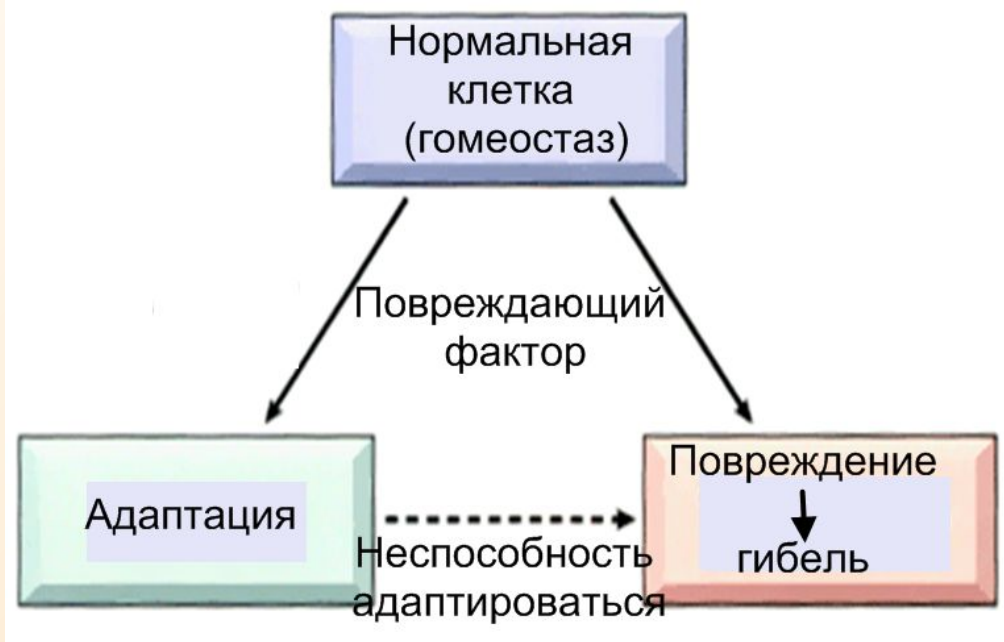 Нормальная
клетка
(гомеостаз)
Повреждающий
фактор
Адаптация
Неспособность
адаптироваться
Повреждение
гибель